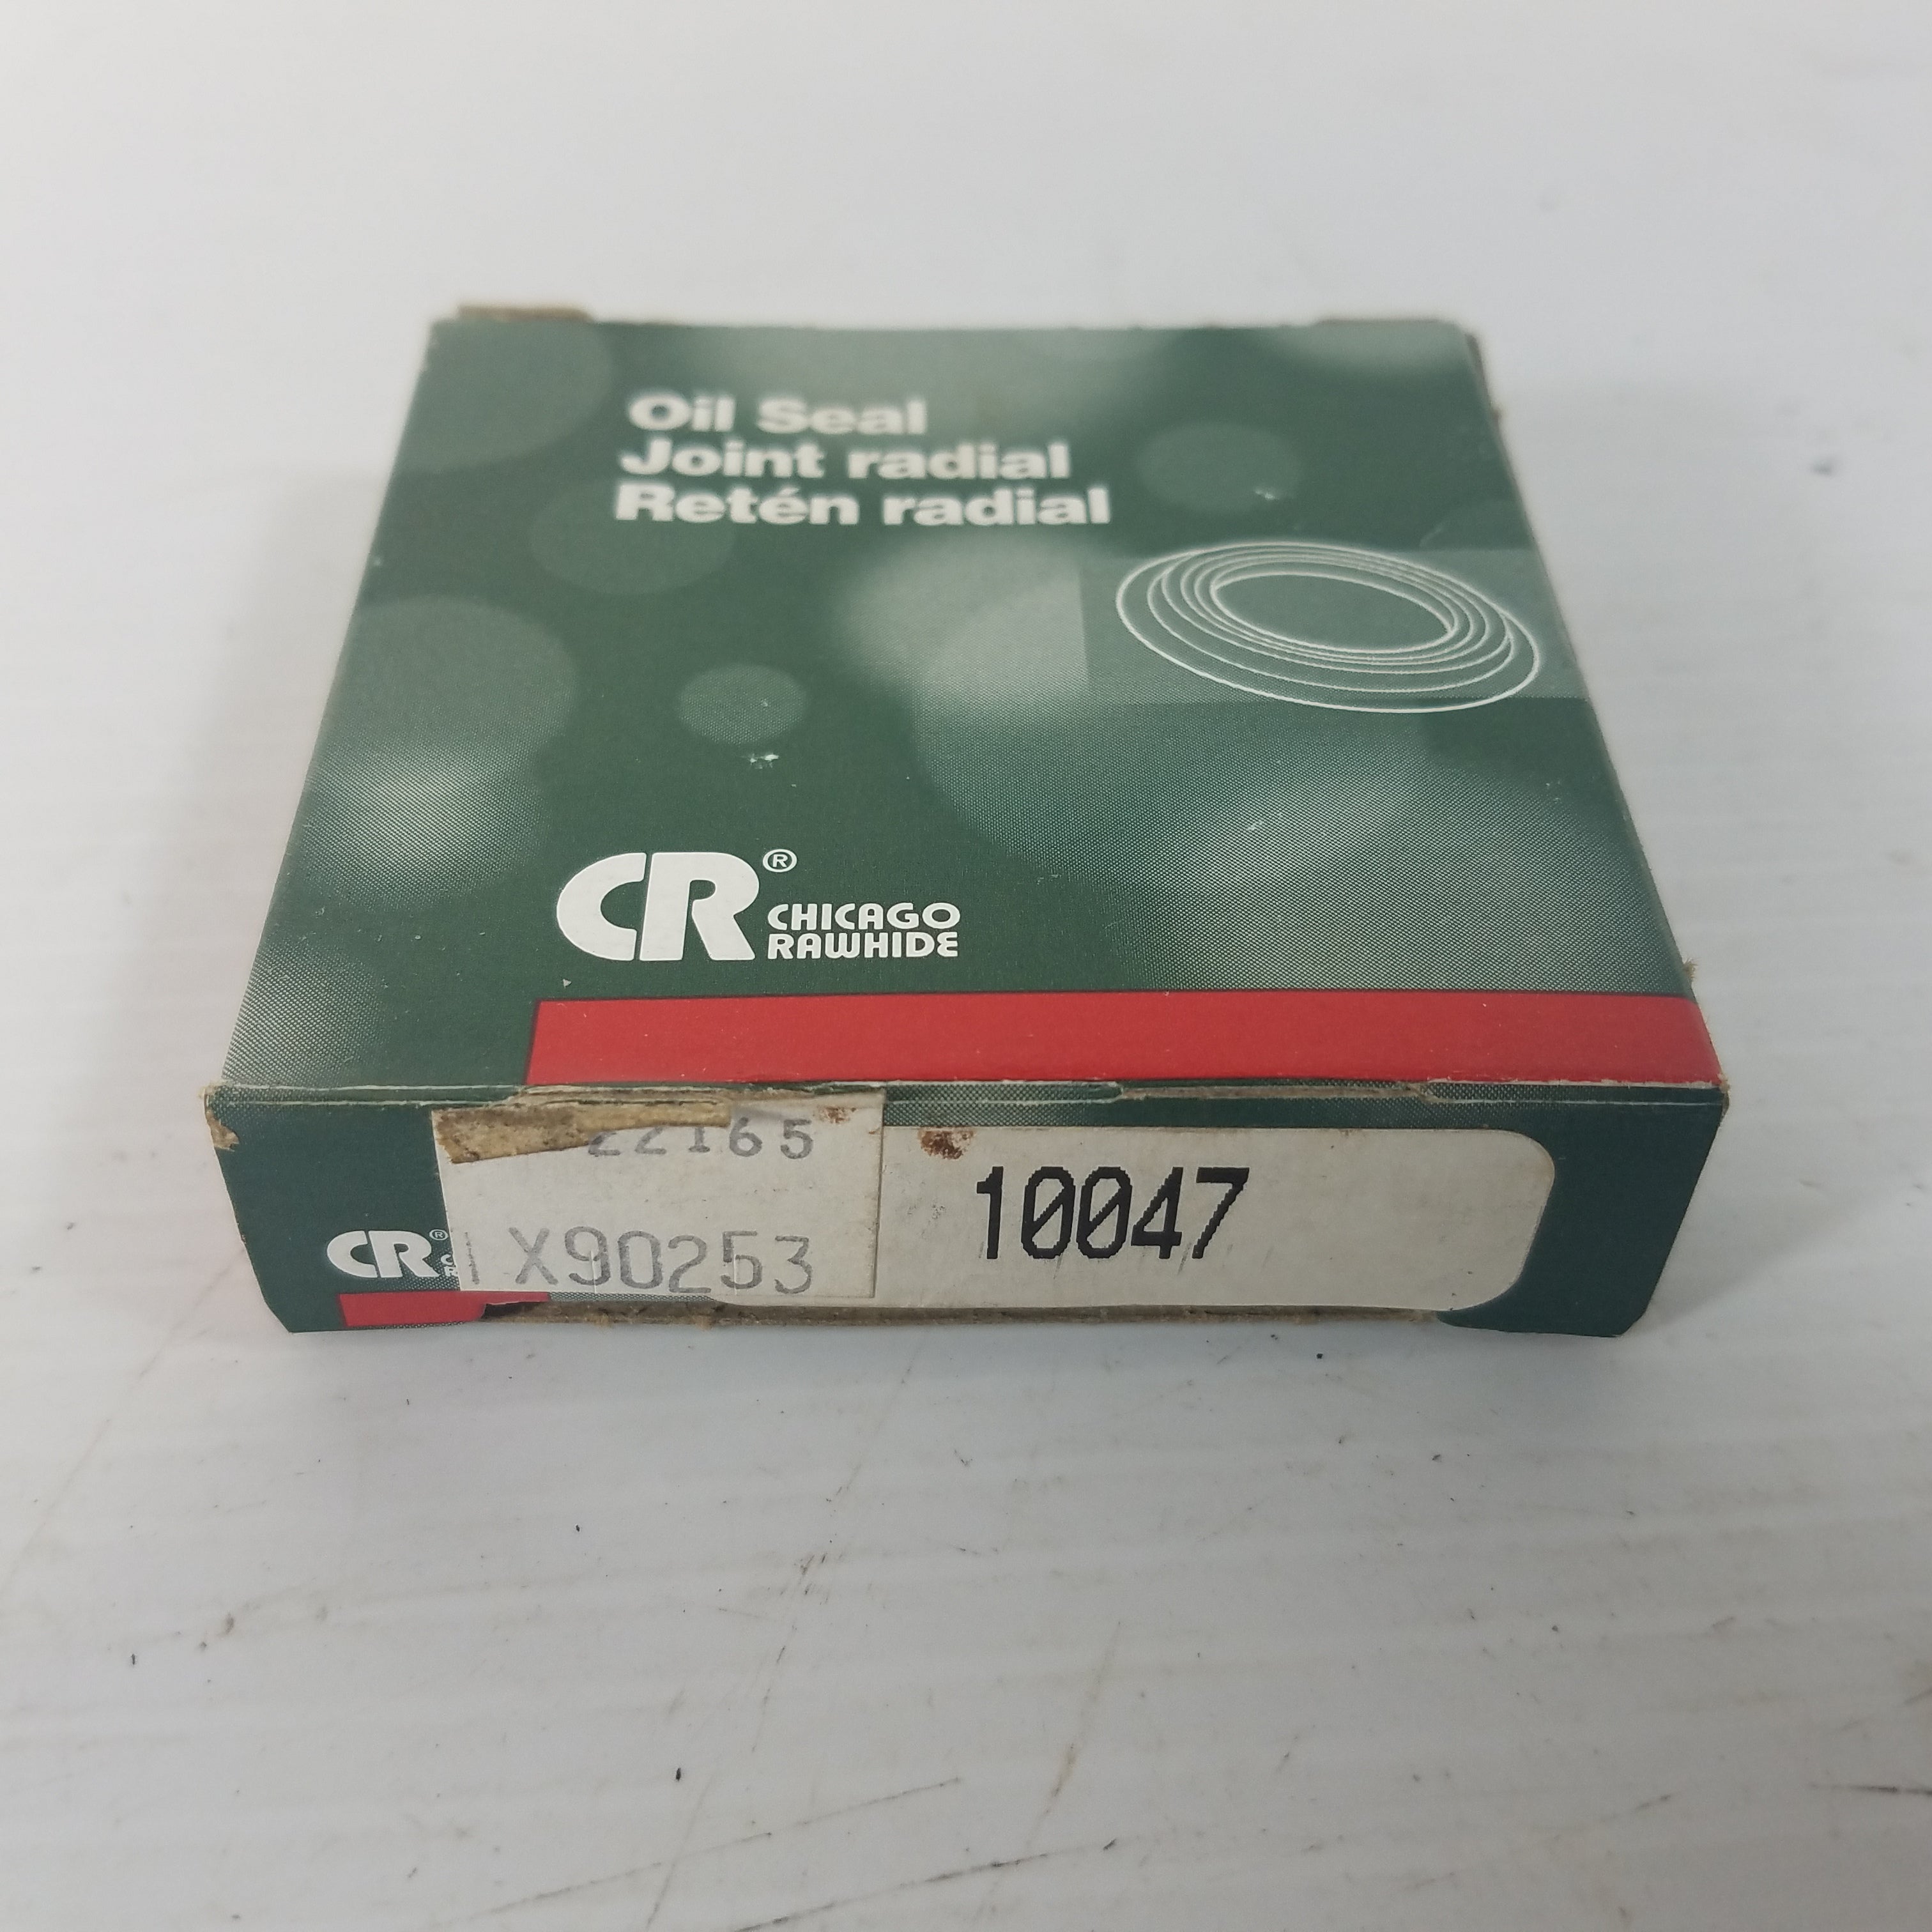 Oil Seal
Joint radial
Retén radial
CR®
CHICAGO
RAWHIDE
22165
CR®
X90253
10047